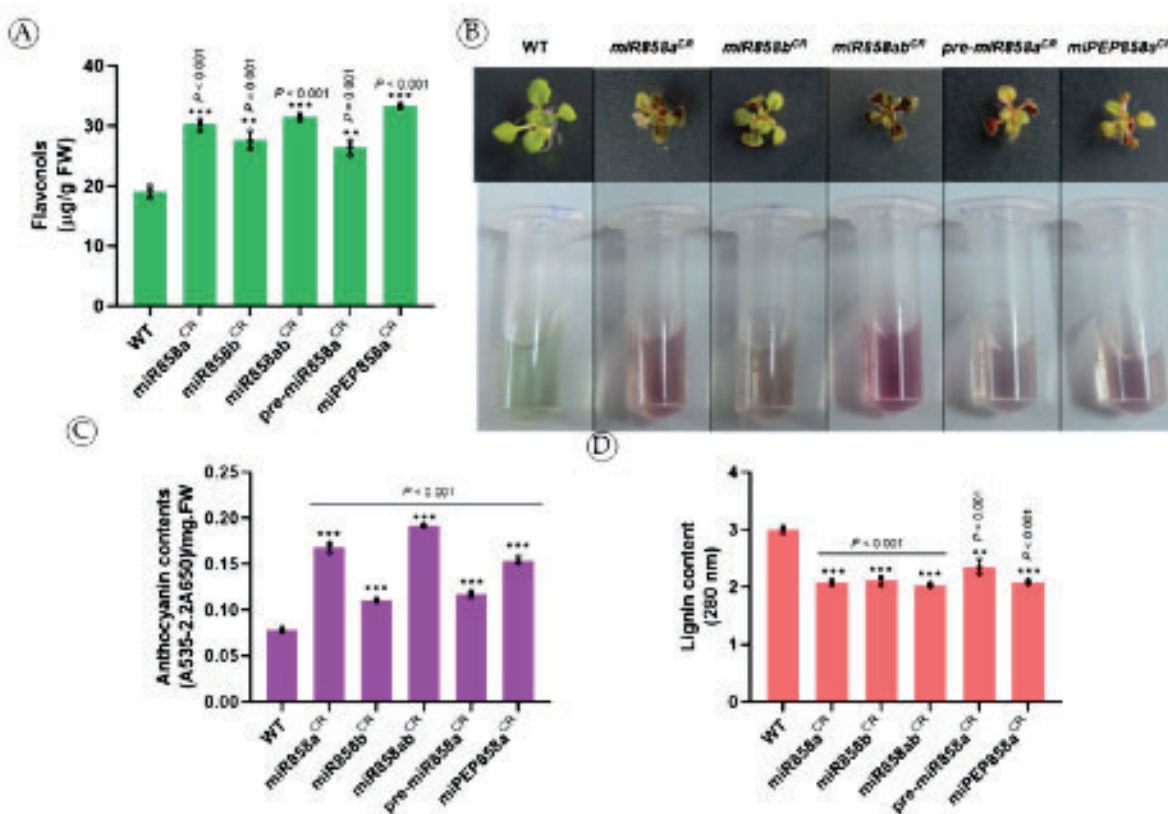 A
Flavonols
(µg/g FW)
40
30
20
10
0
P < 0.001
***
P = 0.001
**
P < 0.001
***
P = 0.001
**
P < 0.001
***
WT
miR858a^CR
miR858b^CR
miR858ab^CR
pre-miR858a^CR
miPEP858a^CR
B
WT
miR858a^CR
miR858b^CR
miR858ab^CR
pre-miR858a^CR
miPEP858a^CR
C
Anthocyanin contents
(A535-2.2A650)/mg.FW
0.25
0.20
0.15
0.10
0.05
0.00
P < 0.001
***
***
***
***
***
WT
miR858a^CR
miR858b^CR
miR858ab^CR
pre-miR858a^CR
miPEP858a^CR
D
Lignin content
(280 nm)
4
3
2
1
0
P < 0.001
***
***
***
P = 0.001
**
P < 0.001
***
WT
miR858a^CR
miR858b^CR
miR858ab^CR
pre-miR858a^CR
miPEP858a^CR